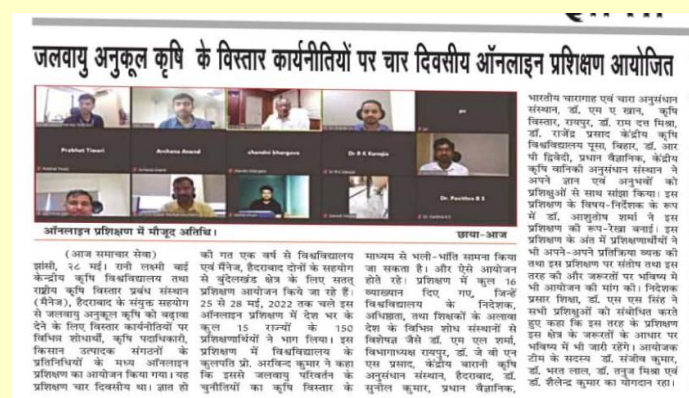 जलवायु अनुकूल कृषि के विस्तार कार्यनीतियों पर चार दिवसीय ऑनलाइन प्रशिक्षण आयोजित
Prabhat Tiwari
Archana Anand
chandni bhargava
Dr R K Kanojia
Dr. Pavithra B S
ऑनलाइन प्रशिक्षण में मौजूद अतिथि।
छाया-आज
(आज समाचार सेवा)
झांसी, २८ मई। रानी लक्ष्मी बाई
केन्द्रीय कृषि विश्वविद्यालय तथा
राष्ट्रीय कृषि विस्तार प्रबंध संस्थान
(मैनेज), हैदराबाद के संयुक्त सहयोग
से जलवायु अनुकूल कृषि को बढ़ावा
देने के लिए विस्तार कार्यनीतियों पर
विभिन्न शोधार्थी, कृषि पदाधिकारी,
किसान उत्पादक संगठनों के
प्रतिनिधियों के मध्य ऑनलाइन
प्रशिक्षण का आयोजन किया गया। यह
प्रशिक्षण चार दिवसीय था। ज्ञात हो
की गत एक वर्ष से विश्वविद्यालय
एवं मैनेज, हैदराबाद दोनों के सहयोग
से बुंदेलखंड क्षेत्र के लिए सतत्
प्रशिक्षण आयोजन किये जा रहे हैं।
25 से 28 मई, 2022 तक चले इस
ऑनलाइन प्रशिक्षण में देश भर के
कुल 15 राज्यों के 150
प्रशिक्षणार्थियों ने भाग लिया। इस
प्रशिक्षण में विश्वविद्यालय के
कुलपति प्रो. अरविन्द कुमार ने कहा
कि इससे जलवायु परिवर्तन के
चुनौतियों का कृषि विस्तार के
माध्यम से भली-भांति सामना किया
जा सकता है। और ऐसे आयोजन
होते रहे। प्रशिक्षण में कुल 16
व्याख्यान दिए गए, जिन्हें
विश्वविद्यालय के निदेशक,
अधिष्ठाता, तथा शिक्षकों के अलावा
देश के विभिन्न शोध संस्थानों से
विशेषज्ञ जैसे डॉ. एम एल शर्मा,
विभागाध्यक्ष रायपुर, डॉ. जे वी एन
एस प्रसाद, केंद्रीय बारानी कृषि
अनुसंधान संस्थान, हैदराबाद, डॉ.
सुनील कुमार, प्रधान वैज्ञानिक,
भारतीय चारागाह एवं चारा अनुसंधान
संस्थान, डॉ. एम ए खान, कृषि
विस्तार, रायपुर, डॉ. राम दत्त मिश्रा,
डॉ. राजेंद्र प्रसाद केंद्रीय कृषि
विश्वविद्यालय पूसा, बिहार, डॉ. आर
पी द्विवेदी, प्रधान वैज्ञानिक, केंद्रीय
कृषि वानिकी अनुसंधान संस्थान ने
अपने ज्ञान एवं अनुभवों को
प्रशिक्षुओं से साथ सांझा किया। इस
प्रशिक्षण के विषय-निर्देशक के रूप
में डॉ. आशुतोष शर्मा ने इस
प्रशिक्षण की रूप-रेखा बनाई। इस
प्रशिक्षण के अंत में प्रशिक्षणार्थीयों ने
भी अपने-अपने प्रतिक्रिया व्यक्त की
तथा इस प्रशिक्षण पर संतोष तथा इस
तरह की और जरूरतों पर भविष्य मे
भी आयोजन की मांग की। निदेशक
प्रसार शिक्षा, डॉ. एस एस सिंह ने
सभी प्रशिक्षुओं को संबोधित करते
हुए कहा कि इस तरह के प्रशिक्षण
इस क्षेत्र के जरूरतों के आधार पर
भविष्य में भी जारी रहेंगे। आयोजक
टीम के सदस्य डॉ. संजीव कुमार,
डॉ. भरत लाल, डॉ. तनुज मिश्रा एवं
डॉ. शैलेन्द्र कुमार का योगदान रहा।